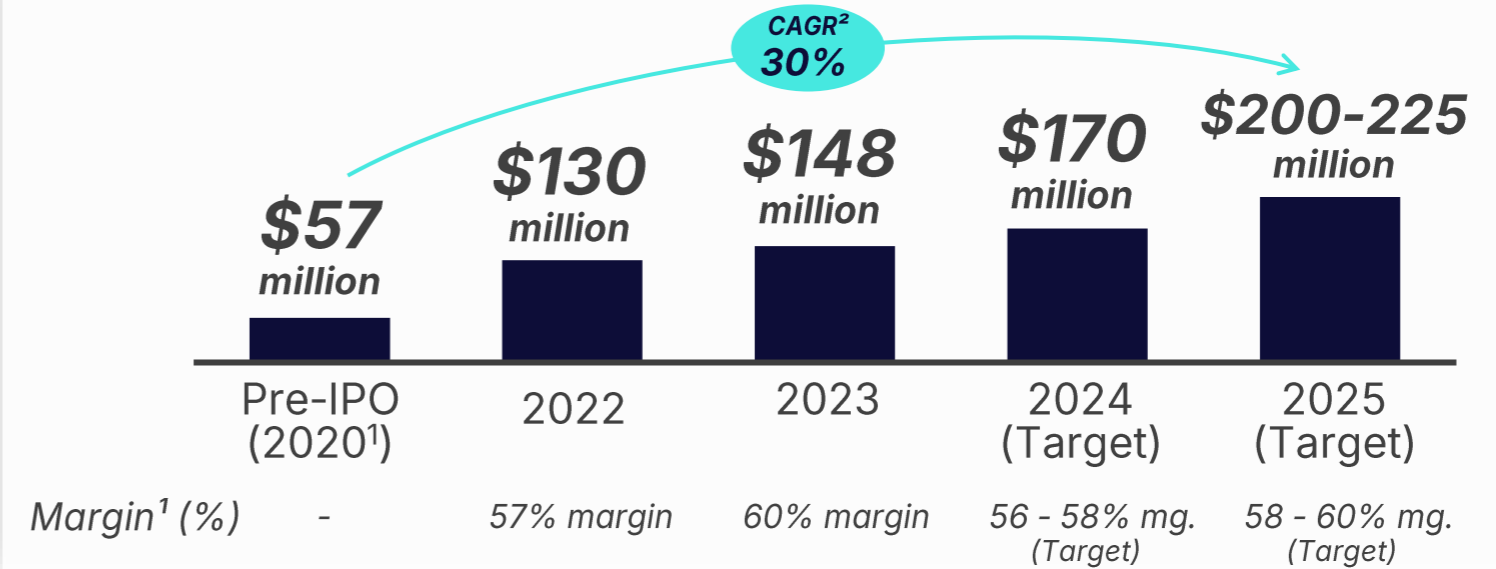 CAGR²
30%
$57
million
$130
million
$148
million
$170
million
$200-225
million
Pre-IPO
(2020¹)
2022
2023
2024
(Target)
2025
(Target)
Margin¹ (%)
-
57% margin
60% margin
56 - 58% mg.
(Target)
58 - 60% mg.
(Target)